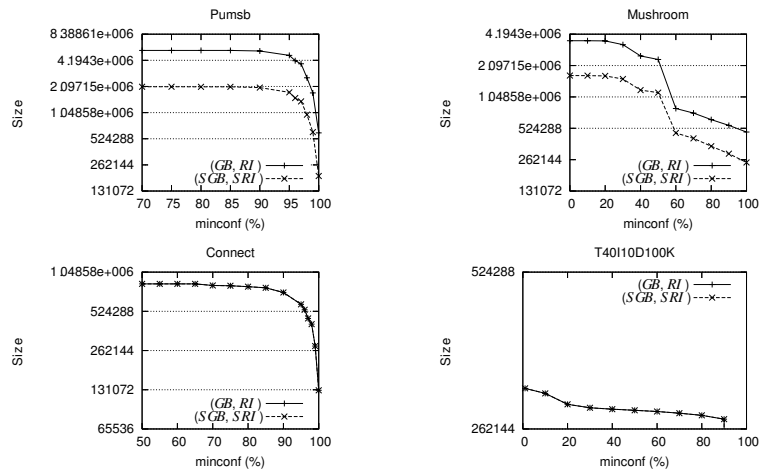 Pumsb
8.38861e+006
4.1943e+006
2.09715e+006
1.04858e+006
524288
262144
131072
Size
(GB, RI)
(SGB, SRI)
70 75 80 85 90 95 100
minconf (%)
Mushroom
4.1943e+006
2.09715e+006
1.04858e+006
524288
262144
131072
Size
(GB, RI)
(SGB, SRI)
0 10 20 30 40 50 60 70 80 90 100
minconf (%)
Connect
1.04858e+006
524288
262144
131072
65536
Size
(GB, RI)
(SGB, SRI)
50 60 70 80 90 100
minconf (%)
T40I10D100K
524288
262144
Size
(GB, RI)
(SGB, SRI)
0 20 40 60 80 100
minconf (%)